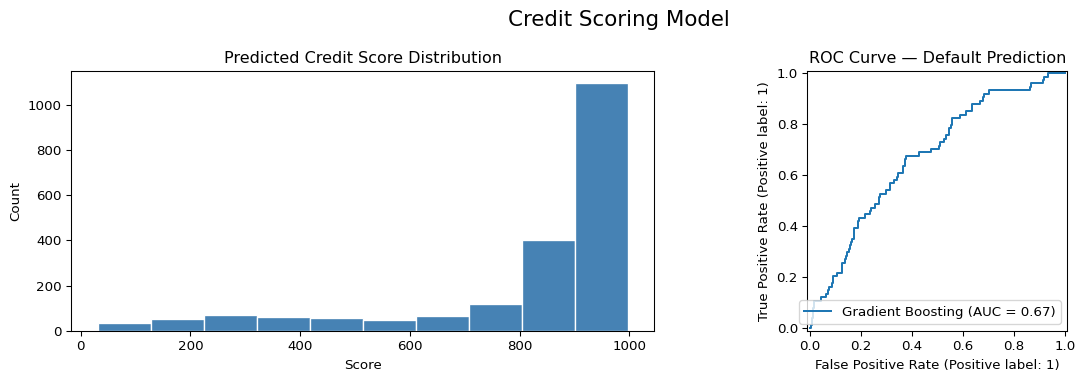 Credit Scoring Model
Predicted Credit Score Distribution
Count
1000
800
600
400
200
0
0 200 400 600 800 1000
Score
ROC Curve — Default Prediction
True Positive Rate (Positive label: 1)
1.0
0.8
0.6
0.4
0.2
0.0
Gradient Boosting (AUC = 0.67)
0.0 0.2 0.4 0.6 0.8 1.0
False Positive Rate (Positive label: 1)